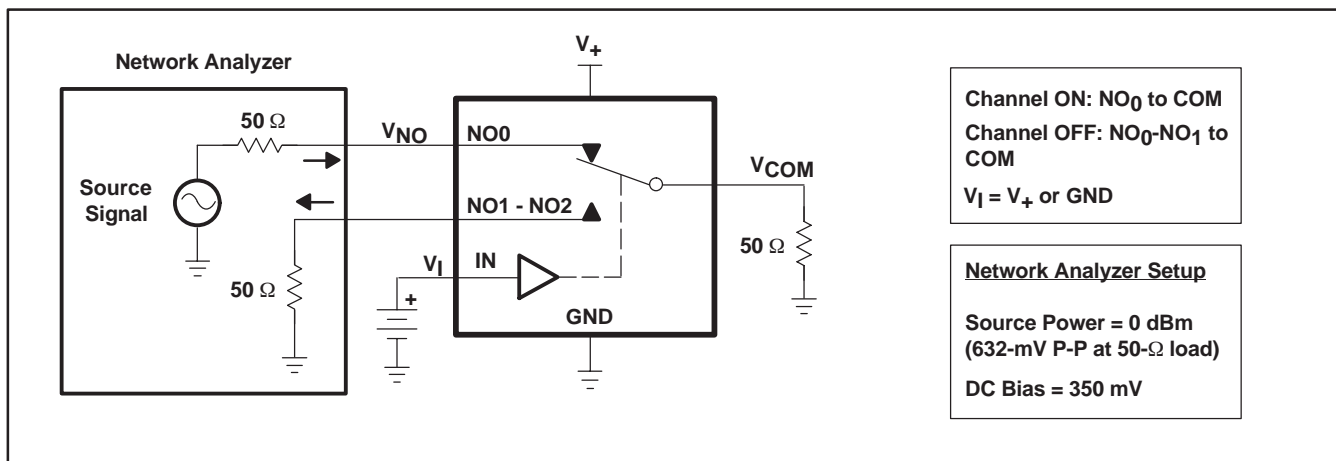 Network Analyzer
V+
50 Ω
VNO
NO0
Source
Signal
VCOM
NO1 - NO2
50 Ω
50 Ω
VI
IN
+
GND
Channel ON: NO0 to COM
Channel OFF: NO0-NO1 to
COM
VI = V+ or GND
Network Analyzer Setup
Source Power = 0 dBm
(632-mV P-P at 50-Ω load)
DC Bias = 350 mV